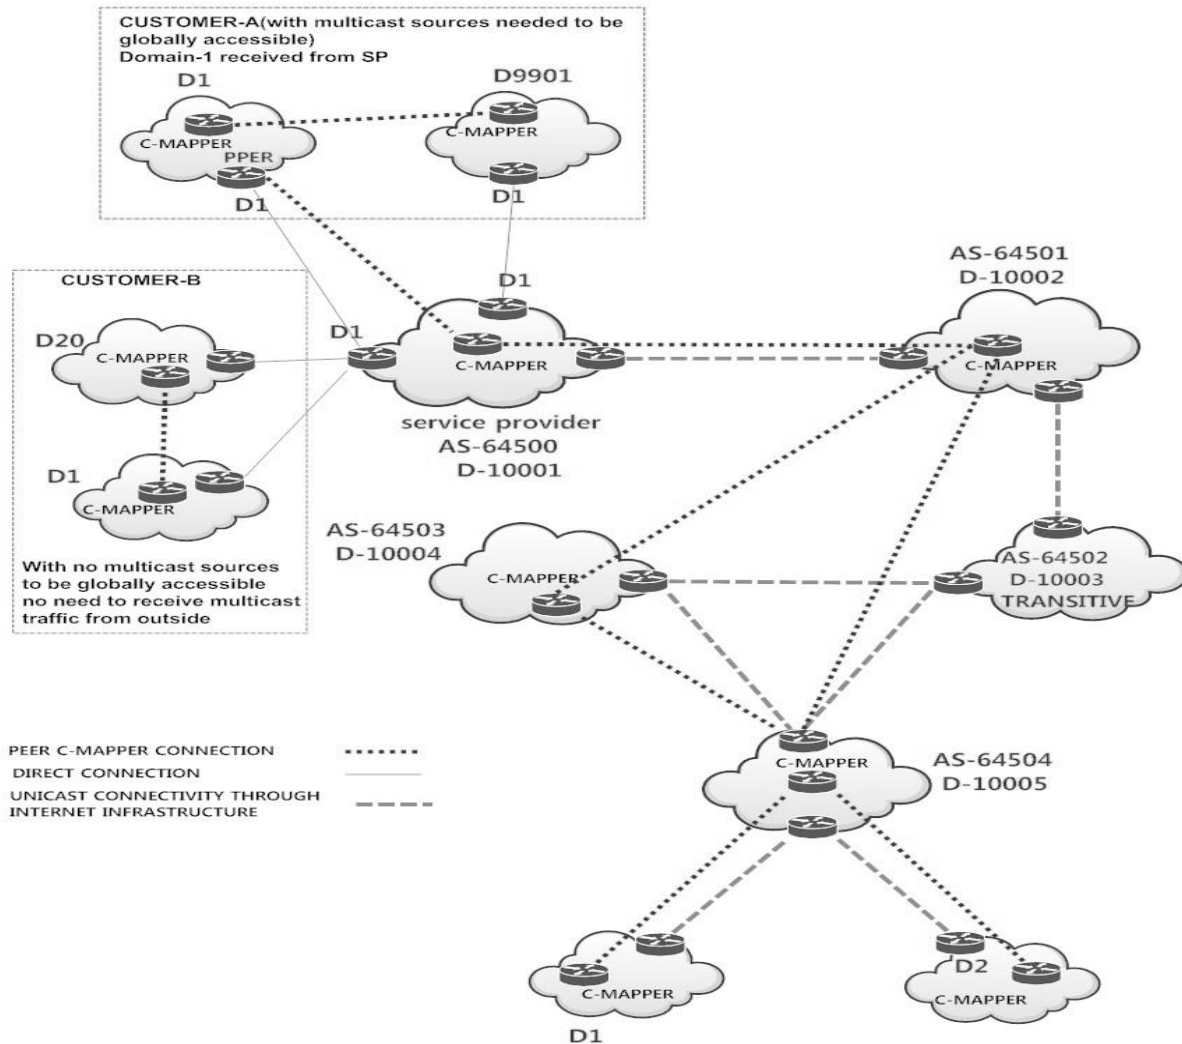 CUSTOMER-A(with multicast sources needed to be
globally accessible)
Domain-1 received from SP
D1
D9901
C-MAPPER
C-MAPPER
PPER
D1
D1
CUSTOMER-B
D1
D1
AS-64501
D-10002
D20
C-MAPPER
C-MAPPER
C-MAPPER
service provider
AS-64500
D-10001
D1
C-MAPPER
AS-64503
D-10004
C-MAPPER
AS-64502
D-10003
TRANSITIVE
With no multicast sources
to be globally accessible
no need to receive multicast
traffic from outside
PEER C-MAPPER CONNECTION
DIRECT CONNECTION
UNICAST CONNECTIVITY THROUGH
INTERNET INFRASTRUCTURE
C-MAPPER
AS-64504
D-10005
D2
C-MAPPER
C-MAPPER
D1